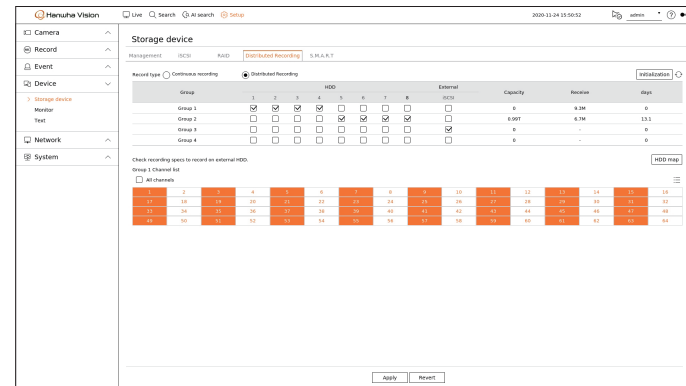 Hanwha Vision
Live Search AI search Setup 2020-11-24 15:50:52 admin
Camera
Record
Event
Device
Storage device
Monitor
Text
Network
System
Storage device
Management iSCSI RAID Distributed Recording S.M.A.R.T
Record type Continuous recording Distributed Recording Initialization
Group HDD External Capacity Receive days
1 2 3 4 5 6 7 8 iSCSI
Group 1 0 9.3M 0
Group 2 0.99T 6.7M 13.1
Group 3 0 - 0
Group 4 0 - 0
Check recording specs to record on external HDD. HDD map
Group 1 Channel list
All channels
1 2 3 4 5 6 7 8 9 10 11 12 13 14 15 16
17 18 19 20 21 22 23 24 25 26 27 28 29 30 31 32
33 34 35 36 37 38 39 40 41 42 43 44 45 46 47 48
49 50 51 52 53 54 55 56 57 58 59 60 61 62 63 64
Apply Revert